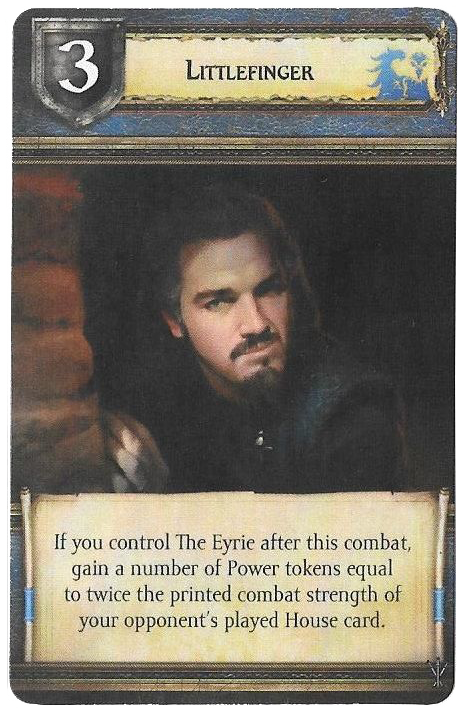 3
Littlefinger
If you control The Eyrie after this combat,
gain a number of Power tokens equal
to twice the printed combat strength of
your opponent's played House card.